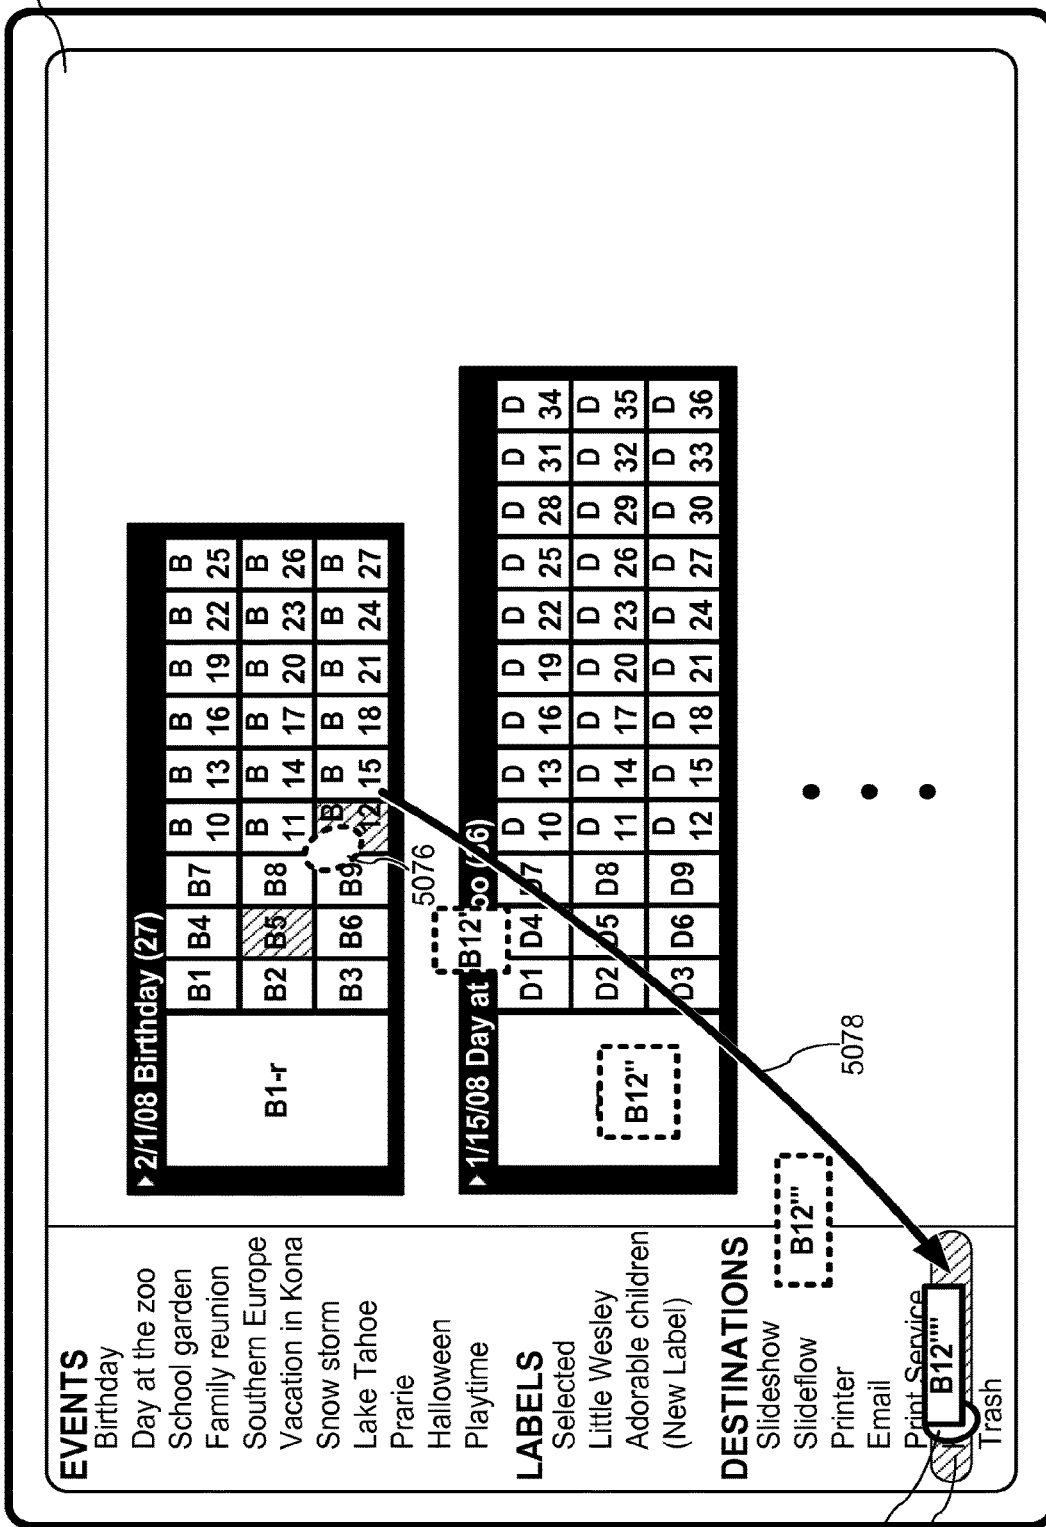 EVENTS
Birthday
Day at the zoo
School garden
Family reunion
Southern Europe
Vacation in Kona
Snow storm
Lake Tahoe
Prarie
Halloween
Playtime
LABELS
Selected
Little Wesley
Adorable children
(New Label)
DESTINATIONS
Slideshow
Slideflow
Printer
Email
Print Service
Trash
2/1/08 Birthday (27)
B1-r
B1 B4 B7 B 10 B 13 B 16 B 19 B 22 B 25
B2 B5 B8 B 11 B 14 B 17 B 20 B 23 B 26
B3 B6 B9 B 12 B 15 B 18 B 21 B 24 B 27
5076
B12'
1/15/08 Day at oo (36)
B12''
D1 D4 D7 D 10 D 13 D 16 D 19 D 22 D 25 D 28 D 31 D 34
D2 D5 D8 D 11 D 14 D 17 D 20 D 23 D 26 D 29 D 32 D 35
D3 D6 D9 D 12 D 15 D 18 D 21 D 24 D 27 D 30 D 33 D 36
5078
B12'''
B12''''